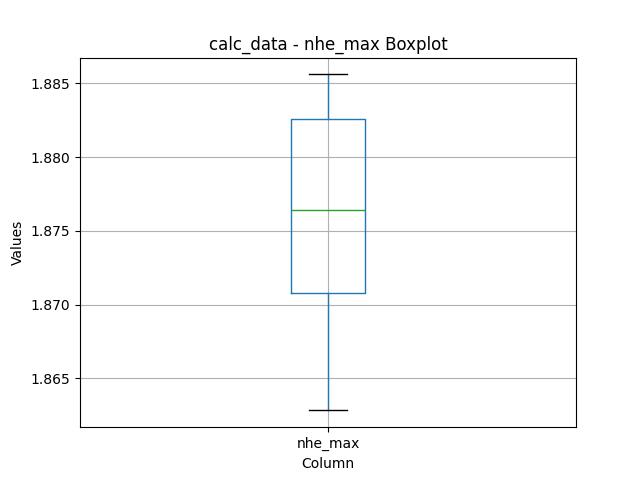 calc_data - nhe_max Boxplot
1.885
1.880
1.875
1.870
1.865
Values
nhe_max
Column